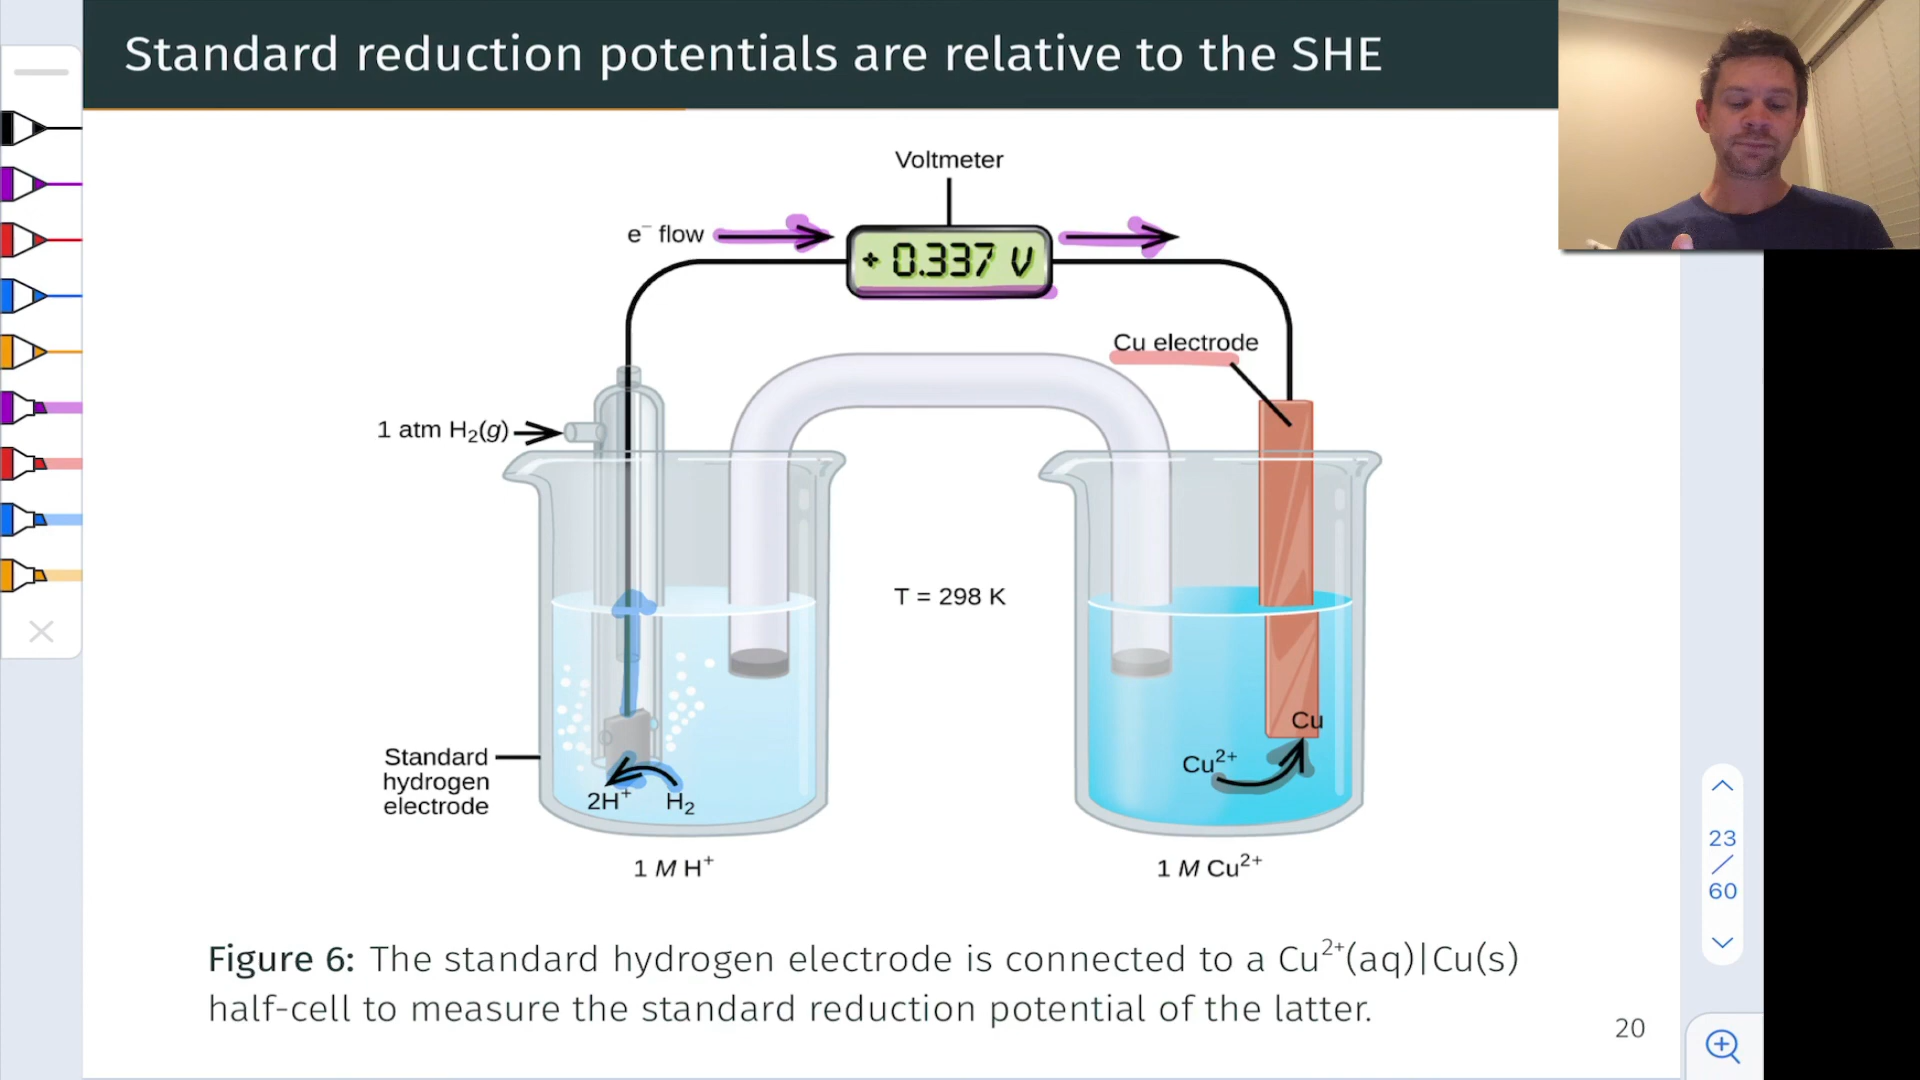 Standard reduction potentials are relative to the SHE
Voltmeter
e⁻ flow
+ 0.337 V
Cu electrode
1 atm H₂(g)
T = 298 K
Cu
Cu²⁺
Standard
hydrogen
electrode
2H⁺ H₂
1 M H⁺
1 M Cu²⁺
Figure 6: The standard hydrogen electrode is connected to a Cu²⁺(aq)|Cu(s)
half-cell to measure the standard reduction potential of the latter.
20
23
/
60